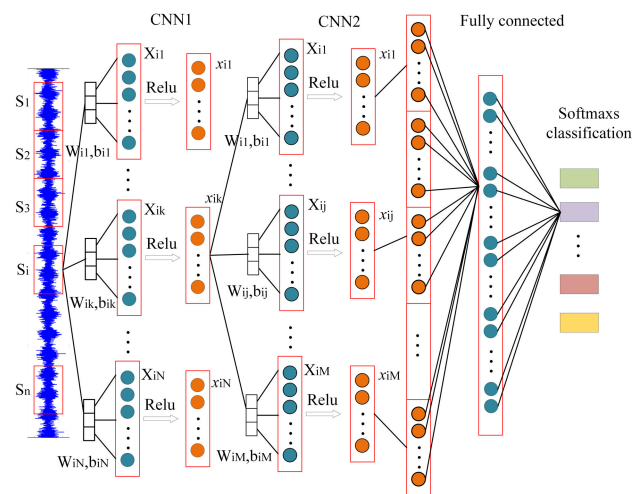 CNN1
CNN2
Fully connected
Softmaxs
classification
S1
S2
S3
Si
Sn
Xi1
Relu
xi1
Wi1,bi1
Xik
Relu
xik
Wik,bik
XiN
Relu
xiN
WiN,biN
Xi1
Relu
xi1
Wi1,bi1
Xij
Relu
xij
Wij,bij
XiM
Relu
xiM
WiM,biM